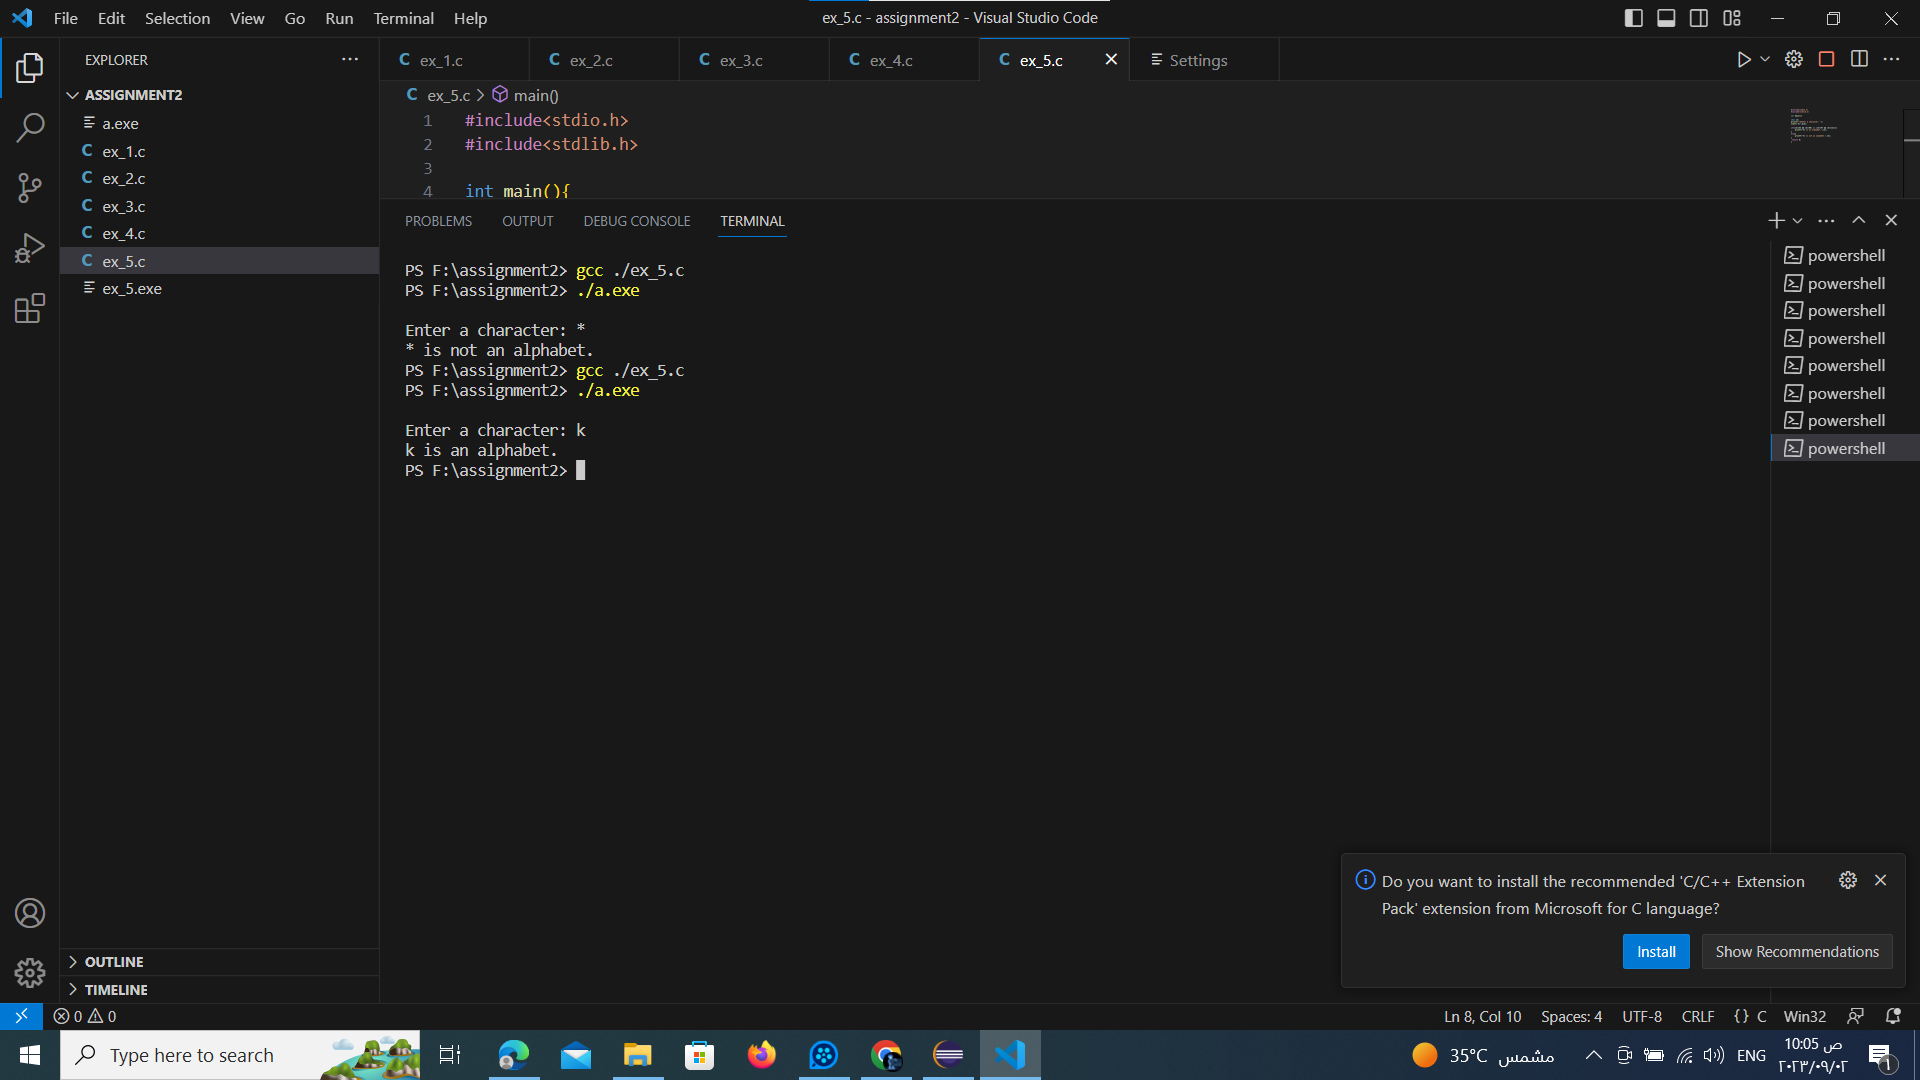 File Edit Selection View Go Run Terminal Help
ex_5.c - assignment2 - Visual Studio Code
EXPLORER
ASSIGNMENT2
a.exe
C ex_1.c
C ex_2.c
C ex_3.c
C ex_4.c
C ex_5.c
ex_5.exe
OUTLINE
TIMELINE
C ex_1.c C ex_2.c C ex_3.c C ex_4.c C ex_5.c Settings
C ex_5.c > main()
1 #include<stdio.h>
2 #include<stdlib.h>
3
4 int main(){
PROBLEMS OUTPUT DEBUG CONSOLE TERMINAL
PS F:\assignment2> gcc ./ex_5.c
PS F:\assignment2> ./a.exe
Enter a character: *
* is not an alphabet.
PS F:\assignment2> gcc ./ex_5.c
PS F:\assignment2> ./a.exe
Enter a character: k
k is an alphabet.
PS F:\assignment2>
powershell
powershell
powershell
powershell
powershell
powershell
powershell
powershell
Do you want to install the recommended 'C/C++ Extension
Pack' extension from Microsoft for C language?
Install Show Recommendations
0 0
Ln 8, Col 10 Spaces: 4 UTF-8 CRLF {} C Win32
Type here to search
35°C مشمس
ENG
10:05 ص
٢٠٢٣/٠٩/٠٢
١